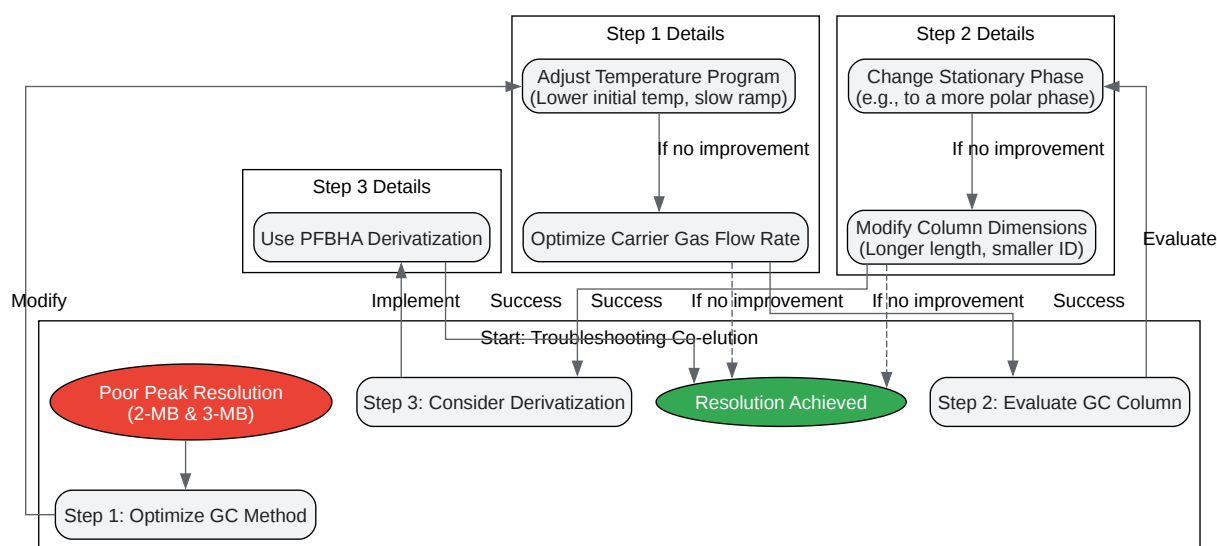 Step 1 Details
Step 2 Details
Adjust Temperature Program
(Lower initial temp, slow ramp)
Change Stationary Phase
(e.g., to a more polar phase)
If no improvement
If no improvement
Step 3 Details
Use PFBHA Derivatization
Optimize Carrier Gas Flow Rate
Modify Column Dimensions
(Longer length, smaller ID)
Evaluate
Modify
Implement
Success
Success
If no improvement
If no improvement
Success
Start: Troubleshooting Co-elution
Poor Peak Resolution
(2-MB & 3-MB)
Step 3: Consider Derivatization
Resolution Achieved
Step 2: Evaluate GC Column
Step 1: Optimize GC Method